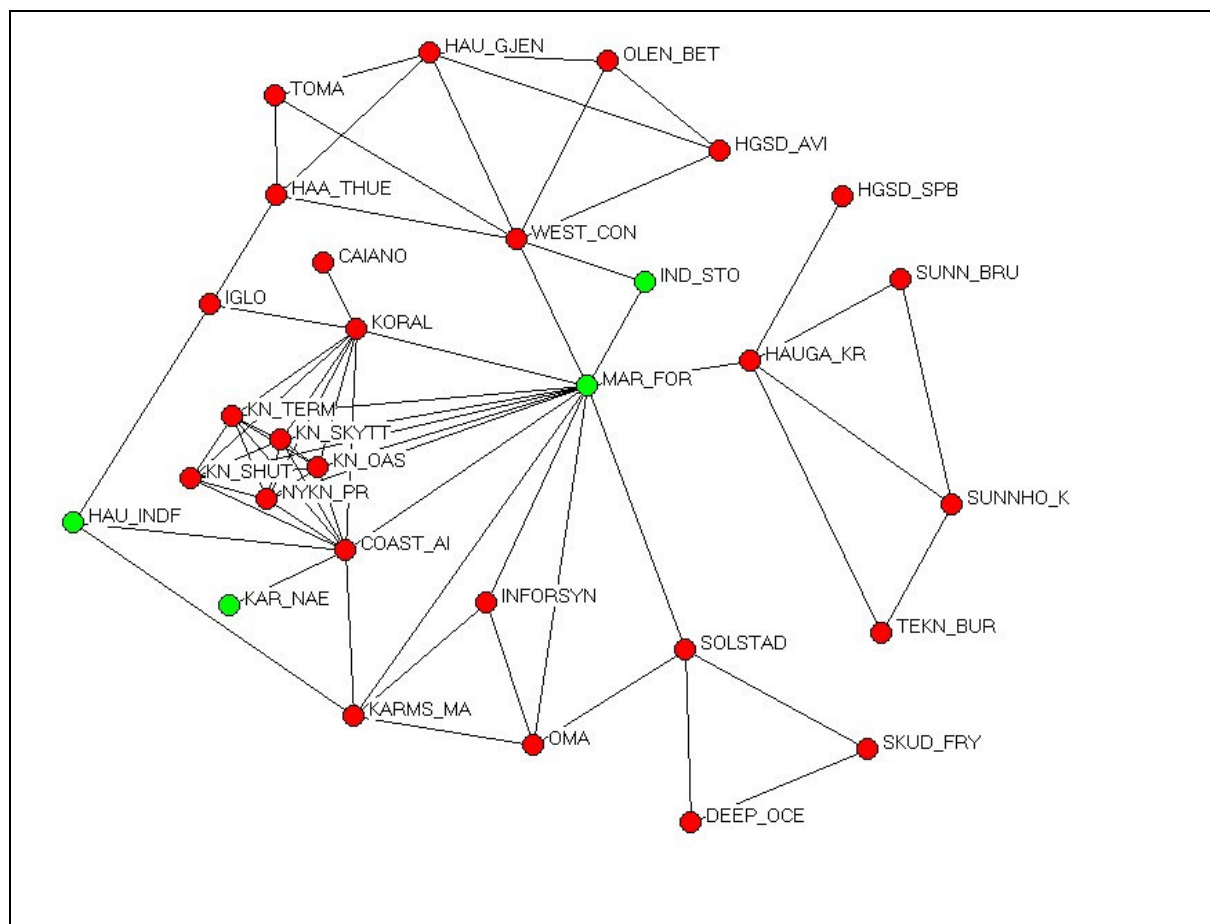 HAU_GJEN
OLEN_BET
TOMA
HGSD_AVI
HAA_THUE
HGSD_SPB
WEST_CON
CAIANO
IND_STO
SUNN_BRU
IGLO
KORAL
HAUGA_KR
MAR_FOR
KN_TERM
KN_SKYTT
KN_OAS
KN_SHUT
NYKN_PR
SUNNHO_K
HAU_INDF
COAST_AI
KAR_NAE
INFORSYN
TEKN_BUR
SOLSTAD
KARMS_MA
OMA
SKUD_FRY
DEEP_OCE